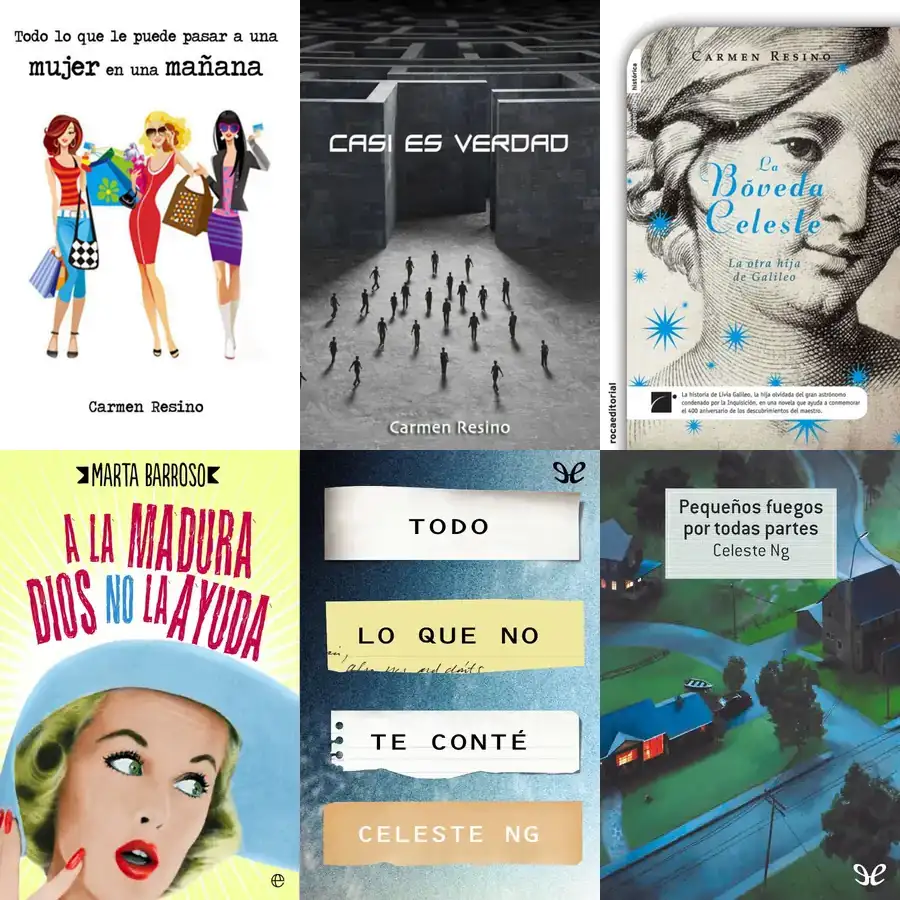 Todo lo que le puede pasar a una
mujer en una mañana
Carmen Resino
CASI ES VERDAD
Carmen Resino
histórica
CARMEN RESINO
La
Bóveda
Celeste
La otra hija
de Galileo
rocaeditorial
La historia de Livia Galileo, la hija olvidada del gran astrónomo
condenado por la Inquisición, en una novela que ayuda a conmemorar
el 400 aniversario de los descubrimientos del maestro.
MARTA BARROSO
A LA MADURA
DIOS NO LA AYUDA
TODO
LO QUE NO
TE CONTÉ
CELESTE NG
Pequeños fuegos
por todas partes
Celeste Ng